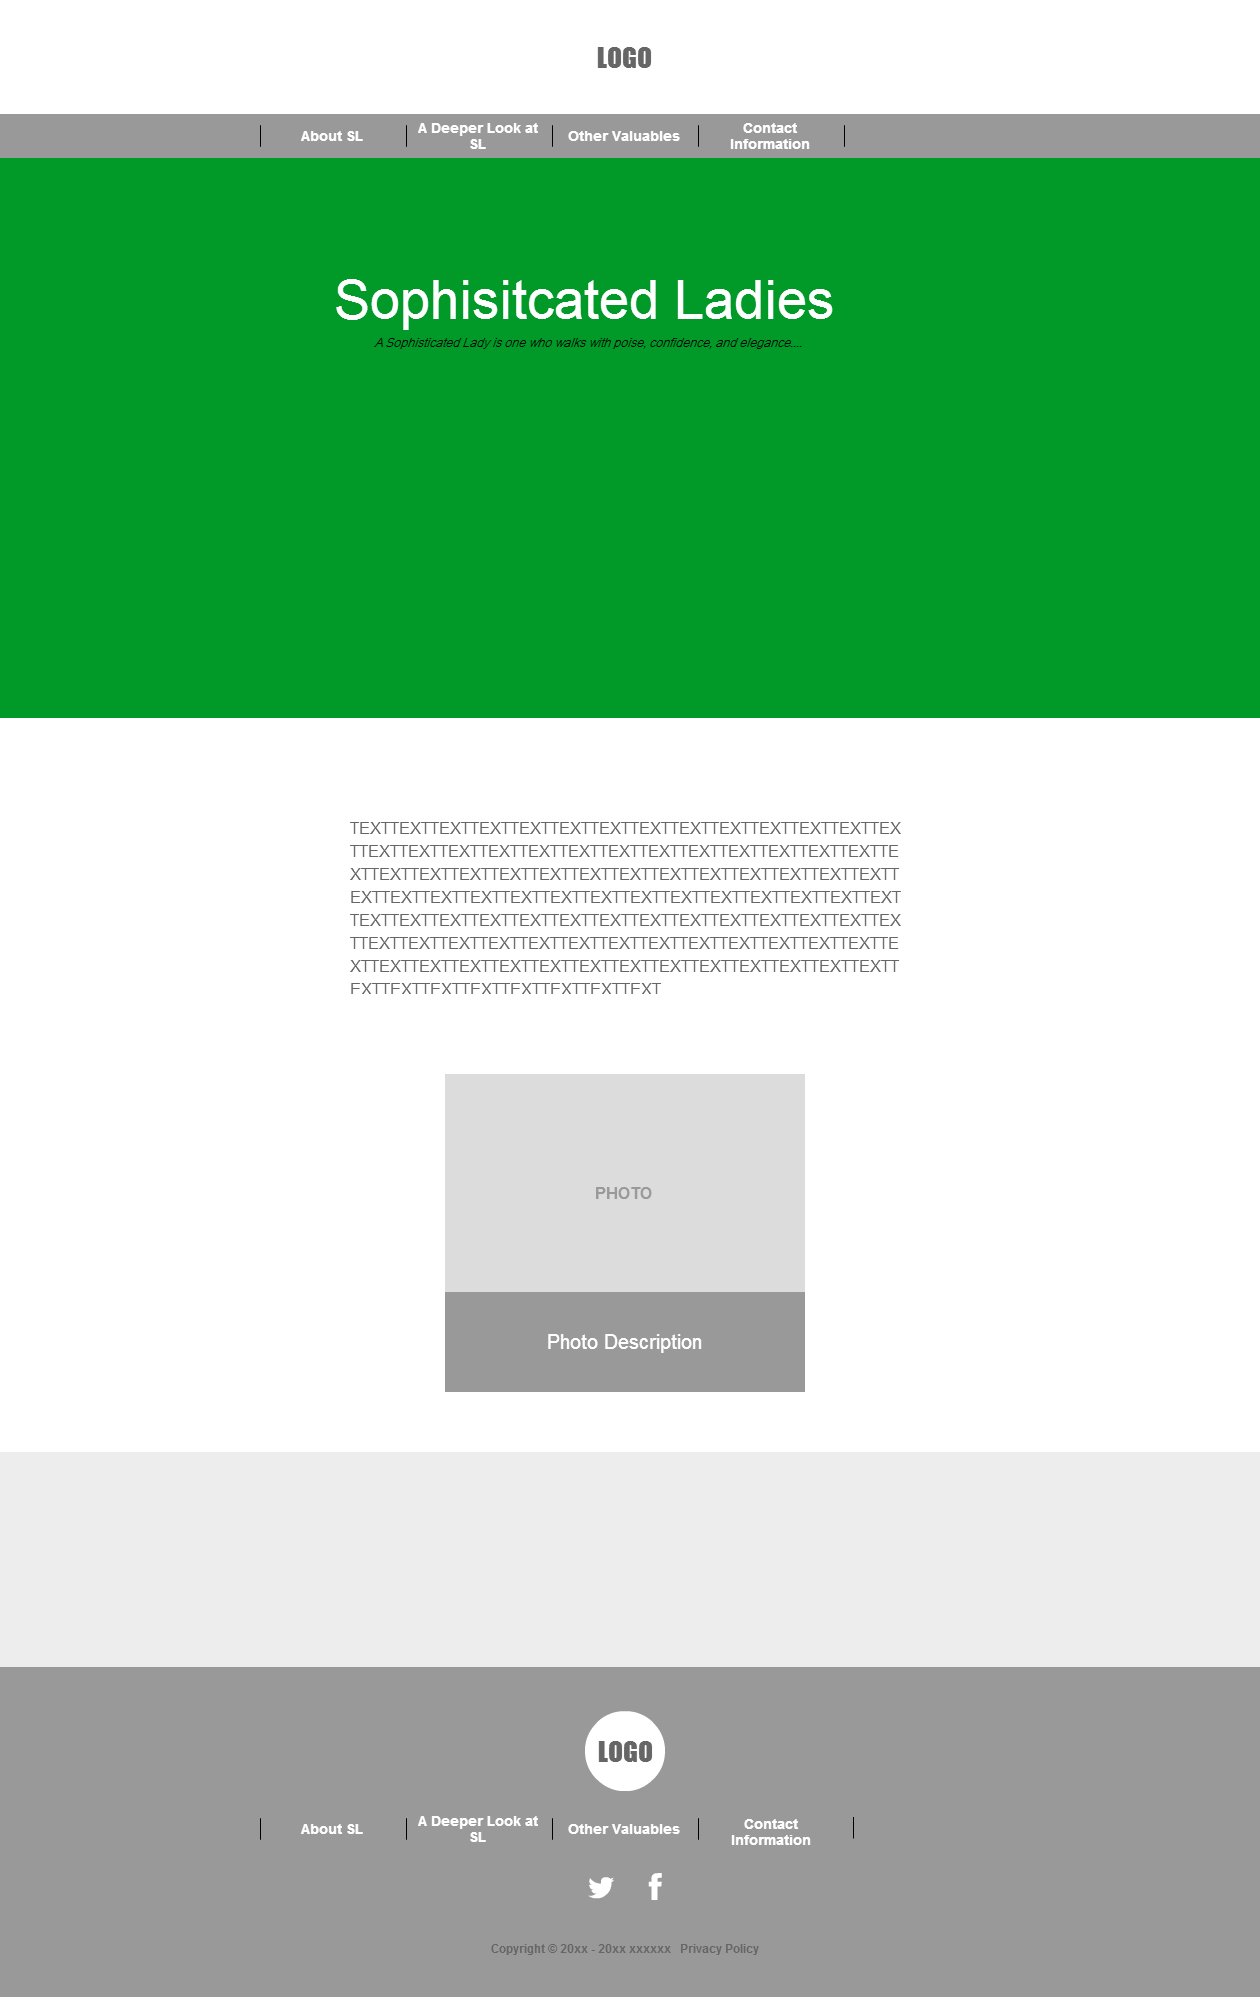 LOGO
About SL
A Deeper Look at
SL
Other Valuables
Contact
Information
Sophisitcated Ladies
A Sophisticated Lady is one who walks with poise, confidence, and elegance....
TEXTTEXTTEXTTEXTTEXTTEXTTEXTTEXTTEXTTEXTTEXTTEXTTEXTTEX
TTEXTTEXTTEXTTEXTTEXTTEXTTEXTTEXTTEXTTEXTTEXTTEXTTEXTTE
XTTEXTTEXTTEXTTEXTTEXTTEXTTEXTTEXTTEXTTEXTTEXTTEXTTEXTT
EXTTEXTTEXTTEXTTEXTTEXTTEXTTEXTTEXTTEXTTEXTTEXTTEXTTEXT
TEXTTEXTTEXTTEXTTEXTTEXTTEXTTEXTTEXTTEXTTEXTTEXTTEXTTEX
TTEXTTEXTTEXTTEXTTEXTTEXTTEXTTEXTTEXTTEXTTEXTTEXTTEXTTE
XTTEXTTEXTTEXTTEXTTEXTTEXTTEXTTEXTTEXTTEXTTEXTTEXTTEXTT
EXTTEXTTEXTTEXTTEXTTEXTTEXTTEXT
PHOTO
Photo Description
LOGO
About SL
A Deeper Look at
SL
Other Valuables
Contact
Information
Copyright © 20xx - 20xx xxxxxx Privacy Policy